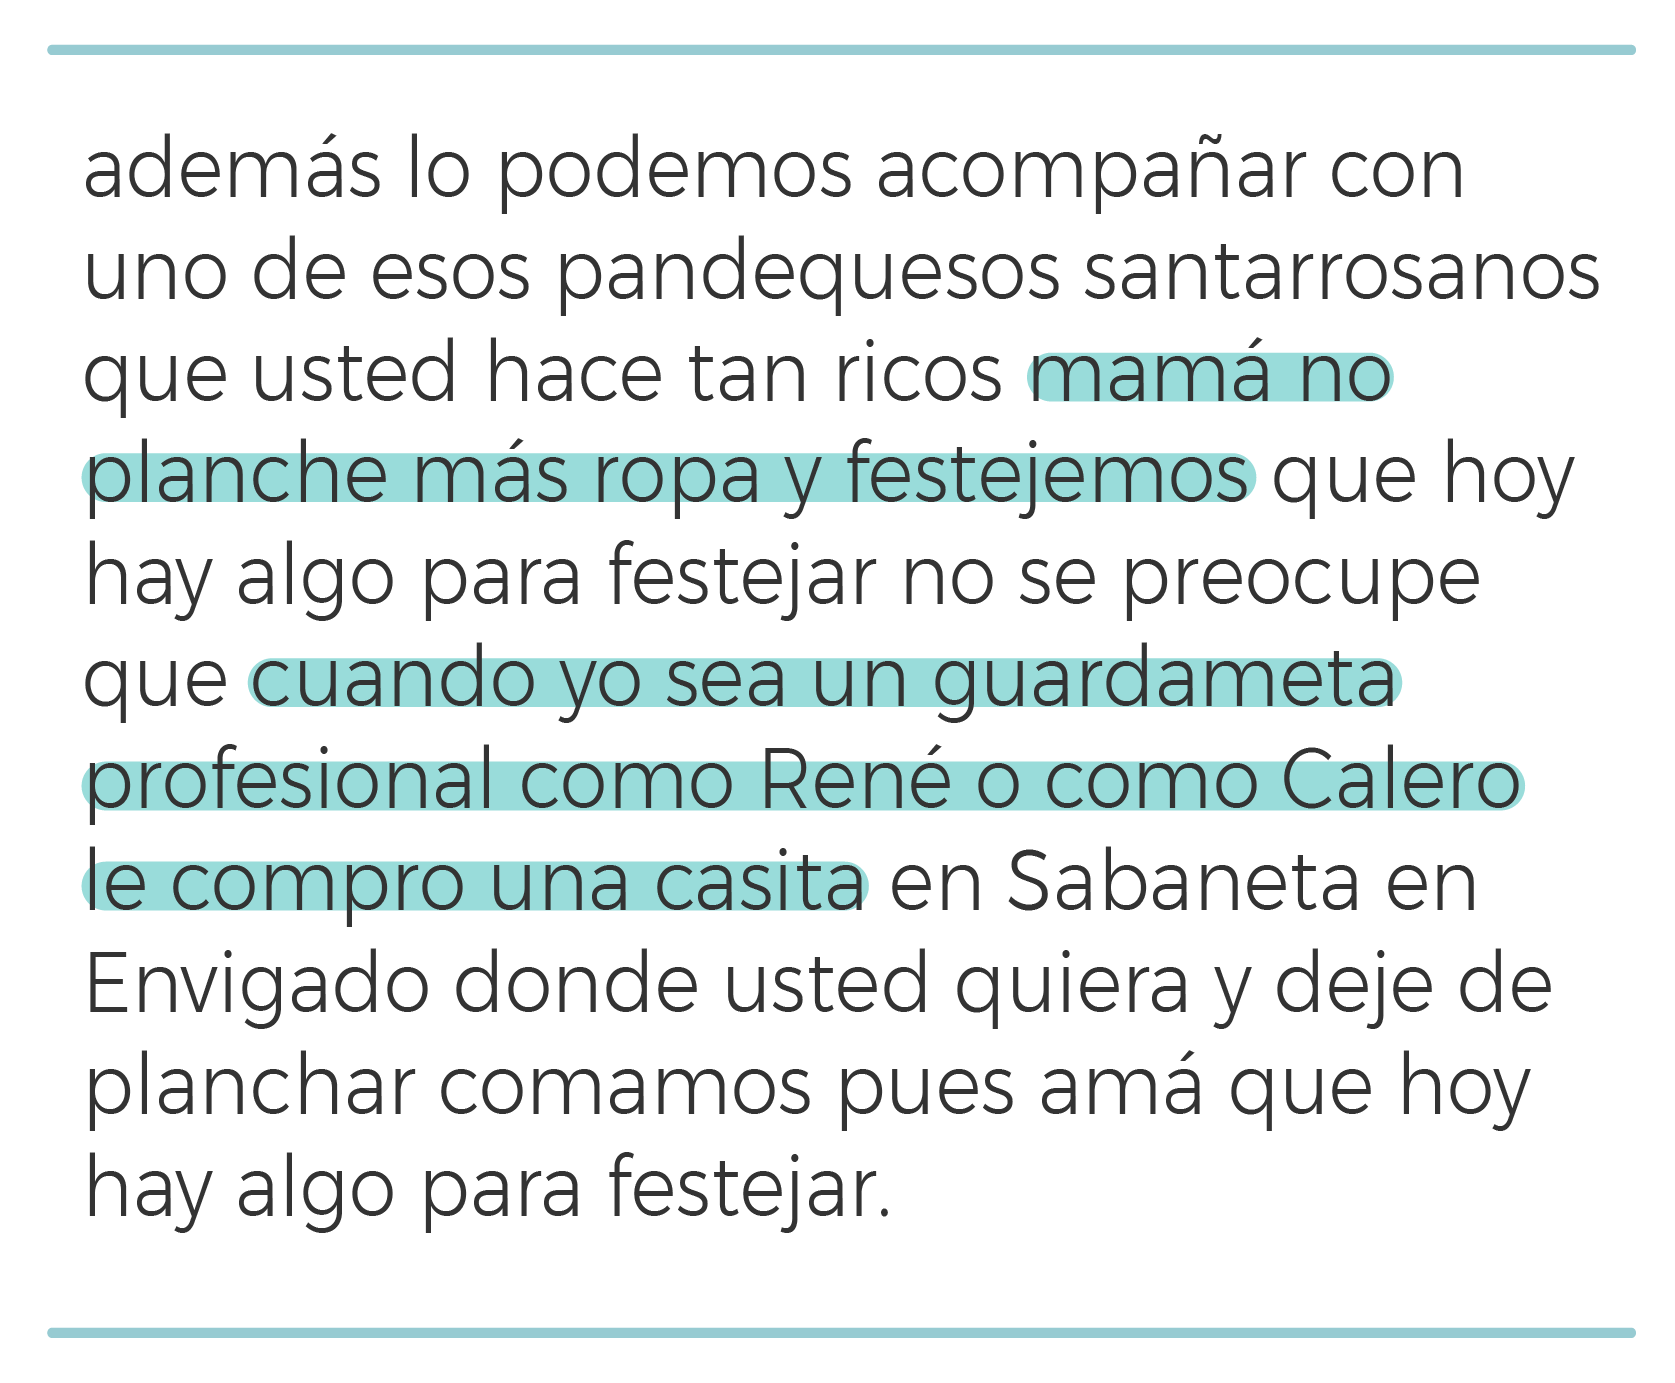 además lo podemos acompañar con
uno de esos pandequesos santarrosanos
que usted hace tan ricos mamá no
planche más ropa y festejemos que hoy
hay algo para festejar no se preocupe
que cuando yo sea un guardameta
profesional como René o como Calero
le compro una casita en Sabaneta en
Envigado donde usted quiera y deje de
planchar comamos pues amá que hoy
hay algo para festejar.